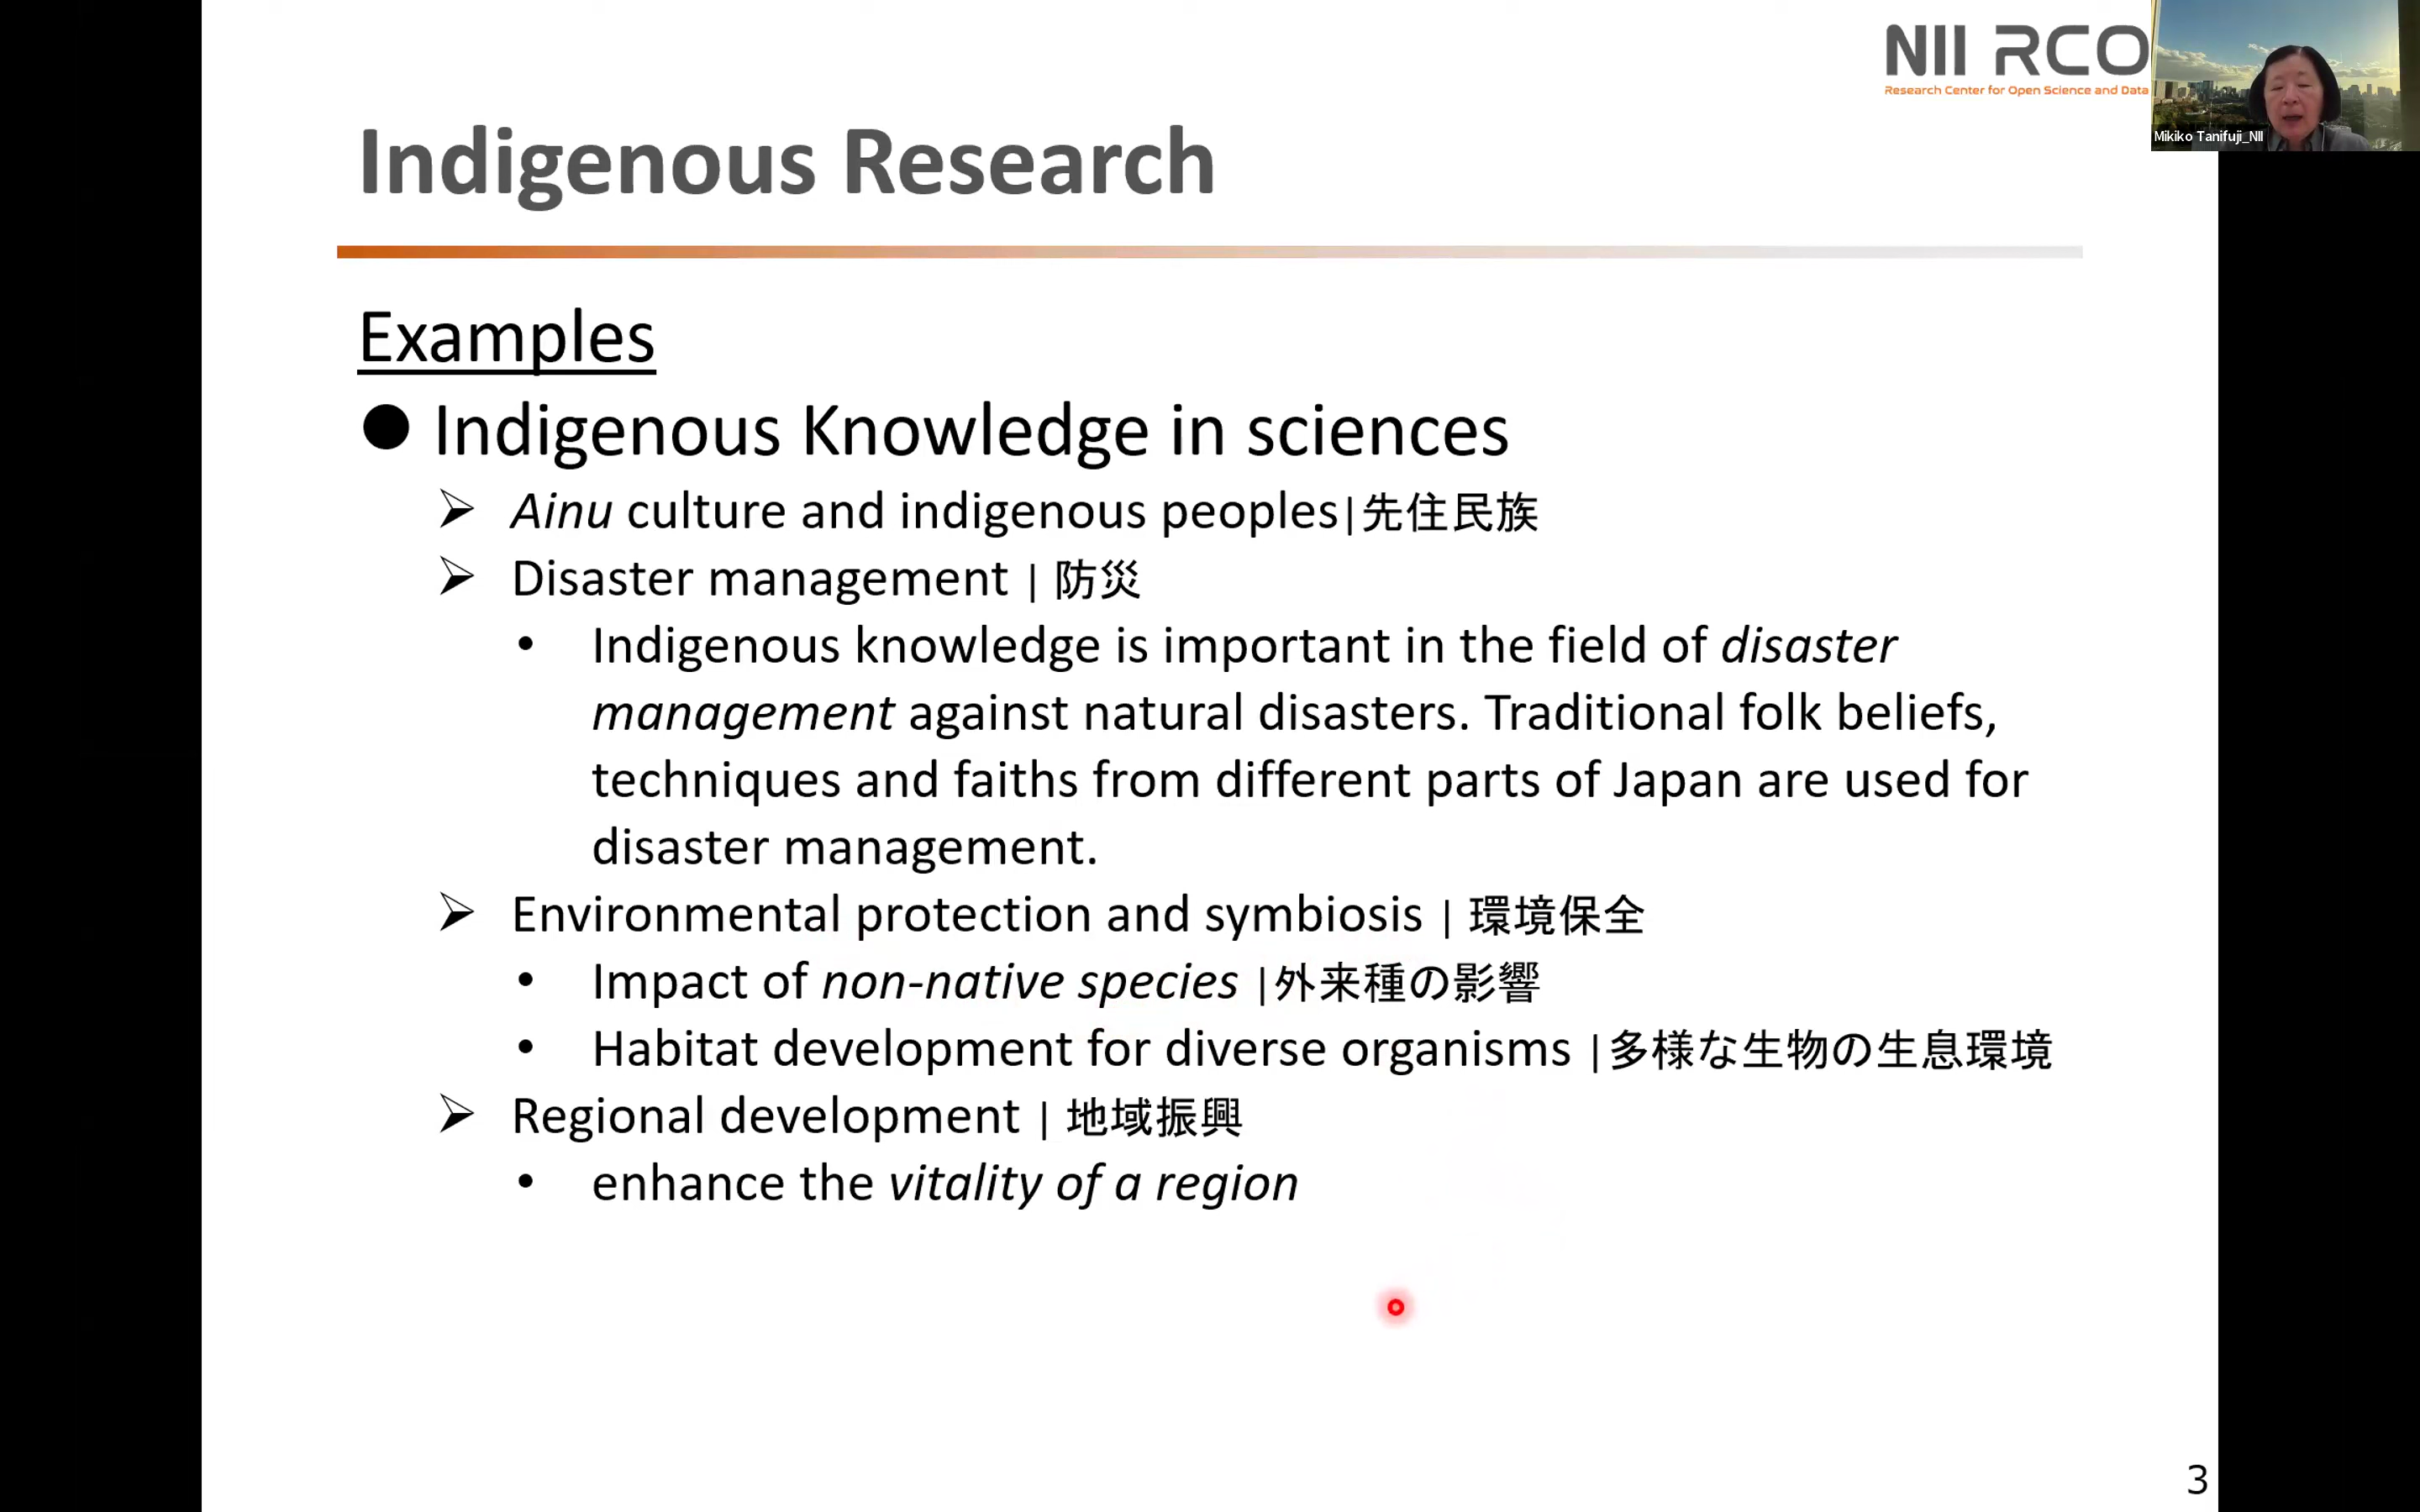 NII RCO
Research Center for Open Science and Data
Mikiko Tanifuji_NII
Indigenous Research
Examples
● Indigenous Knowledge in sciences
➢ Ainu culture and indigenous peoples|先住民族
➢ Disaster management | 防災
• Indigenous knowledge is important in the field of disaster
management against natural disasters. Traditional folk beliefs,
techniques and faiths from different parts of Japan are used for
disaster management.
➢ Environmental protection and symbiosis | 環境保全
• Impact of non-native species |外来種の影響
• Habitat development for diverse organisms |多様な生物の生息環境
➢ Regional development | 地域振興
• enhance the vitality of a region
3